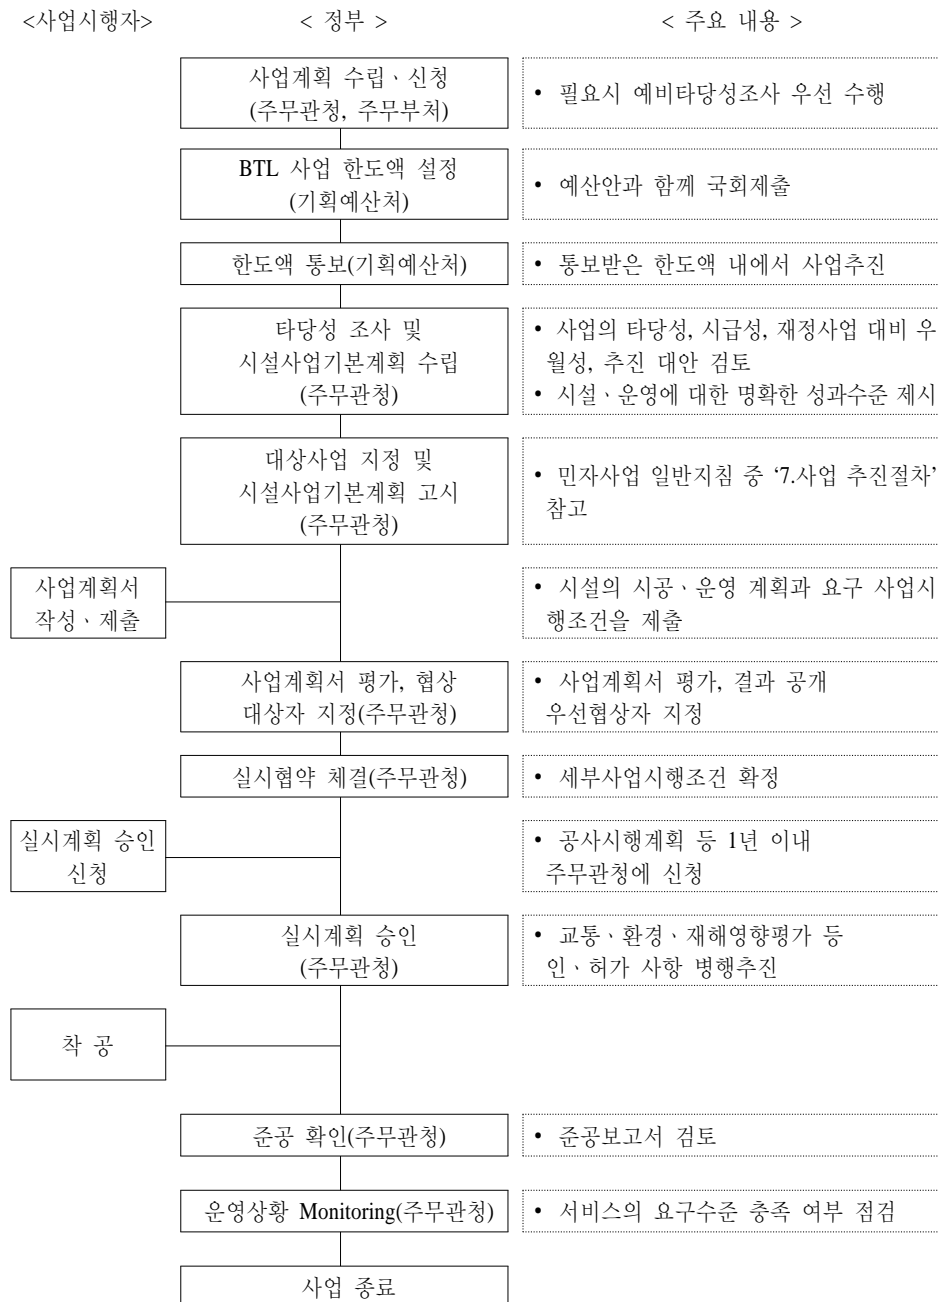 <사업시행자>
< 정부 >
< 주요 내용 >
사업계획 수립、신청
(주무관청, 주무부처)
• 필요시 예비타당성조사 우선 수행
BTL 사업 한도액 설정
(기획예산처)
• 예산안과 함께 국회제출
한도액 통보(기획예산처)
• 통보받은 한도액 내에서 사업추진
타당성 조사 및
시설사업기본계획 수립
(주무관청)
• 사업의 타당성, 시급성, 재정사업 대비 우
월성, 추진 대안 검토
• 시설、운영에 대한 명확한 성과수준 제시
대상사업 지정 및
시설사업기본계획 고시
(주무관청)
• 민자사업 일반지침 중 ‘7.사업 추진절차’
참고
사업계획서
작성、제출
• 시설의 시공、운영 계획과 요구 사업시
행조건을 제출
사업계획서 평가, 협상
대상자 지정(주무관청)
• 사업계획서 평가, 결과 공개
우선협상자 지정
실시협약 체결(주무관청)
• 세부사업시행조건 확정
실시계획 승인
신청
• 공사시행계획 등 1년 이내
주무관청에 신청
실시계획 승인
(주무관청)
• 교통、환경、재해영향평가 등
인、허가 사항 병행추진
착 공
준공 확인(주무관청)
• 준공보고서 검토
운영상황 Monitoring(주무관청)
• 서비스의 요구수준 충족 여부 점검
사업 종료